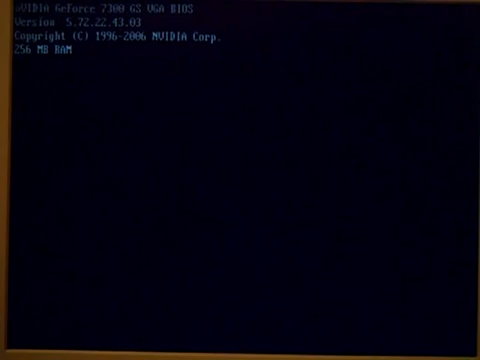 nVIDIA GeForce 7300 GS VGA BIOS
Version 5.72.22.43.03
Copyright (C) 1996-2006 NVIDIA Corp.
256 MB RAM